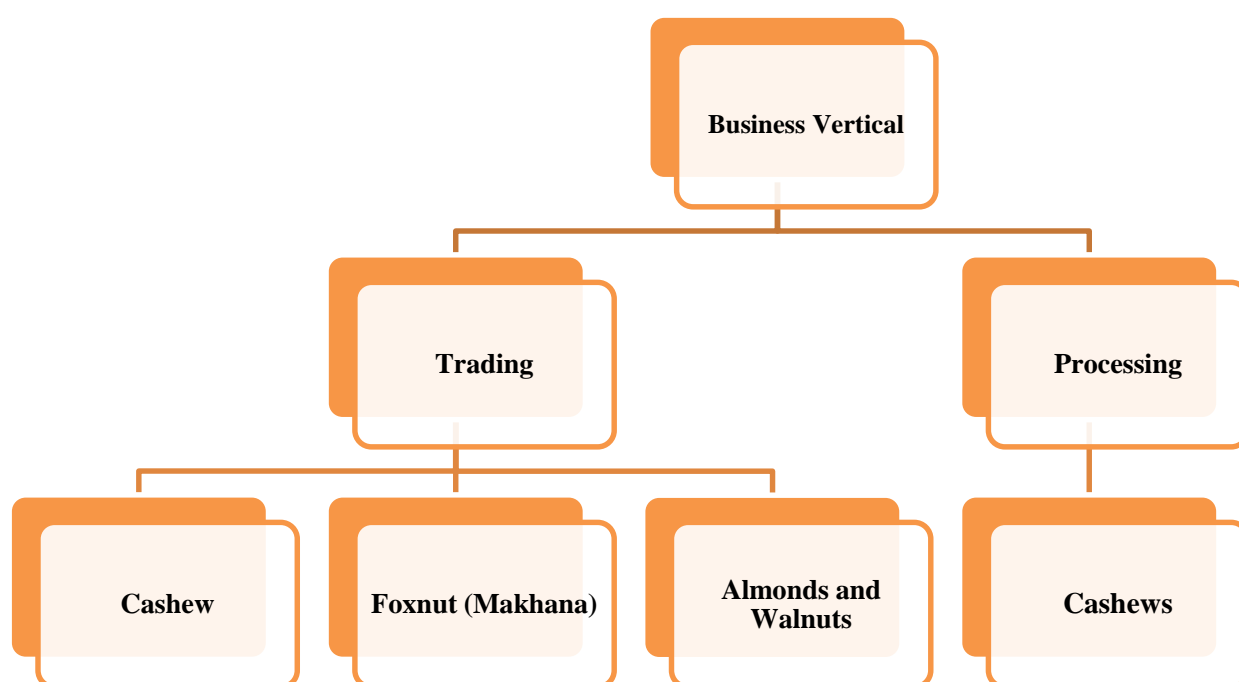 Business Vertical
Trading
Processing
Cashew
Foxnut (Makhana)
Almonds and
Walnuts
Cashews